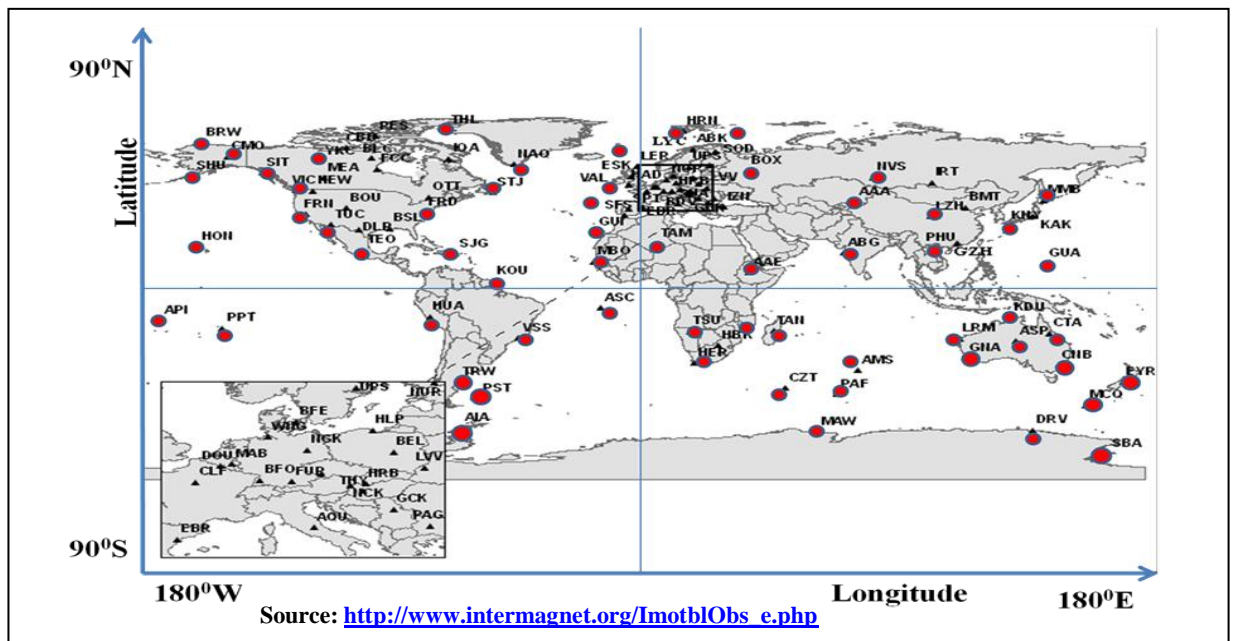 90⁰N
RES THL HRN
BRW CBD LYC ABK
CMO YKC BLC IQA NAQ LER UPS SOD
SHU SIT MEA FCC ESK BOX NVS IRT
VIC NEW STJ VAL LVV AAA BMT MMB
BOU OTT SFS IZN
FRN FRD LZH KNY KAK
TUC BSL GUI
DLR PHU GZH
HON TEO SJG MBO TAM ABG
GUA
KOU AAE
API HUA ASC KDU
PPT VSS TSU TAN LRM ASP CTA
HBK GNA
HER AMS CNB
TRW CZT PAF EYR
PST MCQ
AIA MAW DRV
SBA
UPS NUR
BFE
WNG NGK HLP
BEL
DOU MAB LVV
CLF BFO FUR HRB
THY
NCK GCK
AQU PAG
EBR
Latitude
90⁰S
180⁰W
Longitude
180⁰E
Source: http://www.intermagnet.org/ImotblObs_e.php